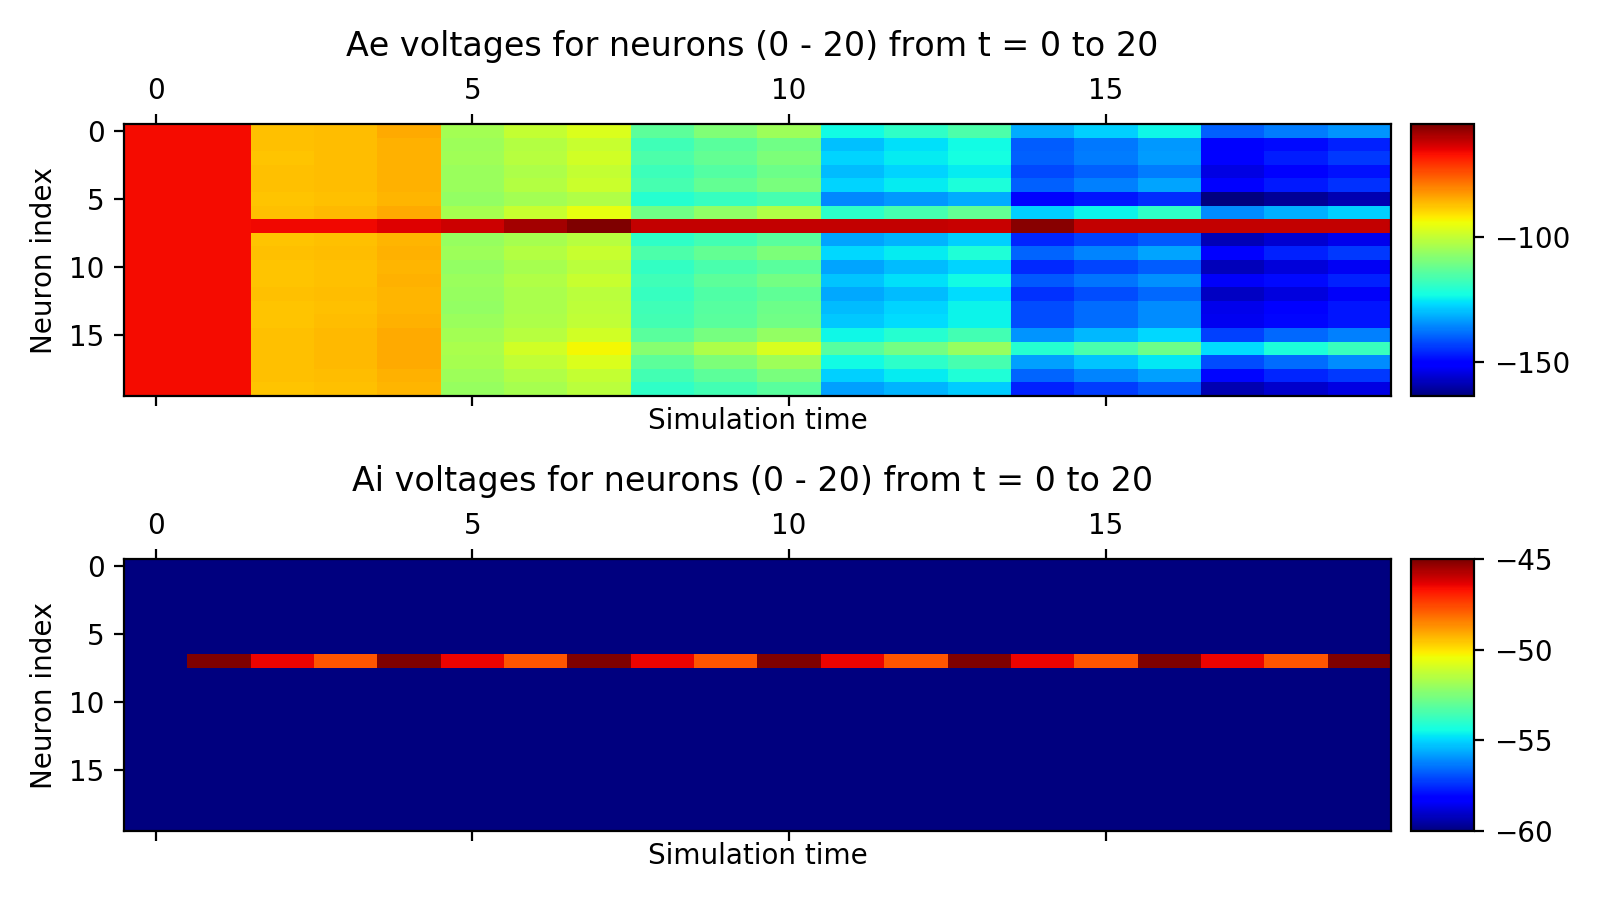 Ae voltages for neurons (0 - 20) from t = 0 to 20
0 5 10 15
Neuron index
0
5
10
15
−100
−150
Simulation time
Ai voltages for neurons (0 - 20) from t = 0 to 20
0 5 10 15
Neuron index
0
5
10
15
−45
−50
−55
−60
Simulation time